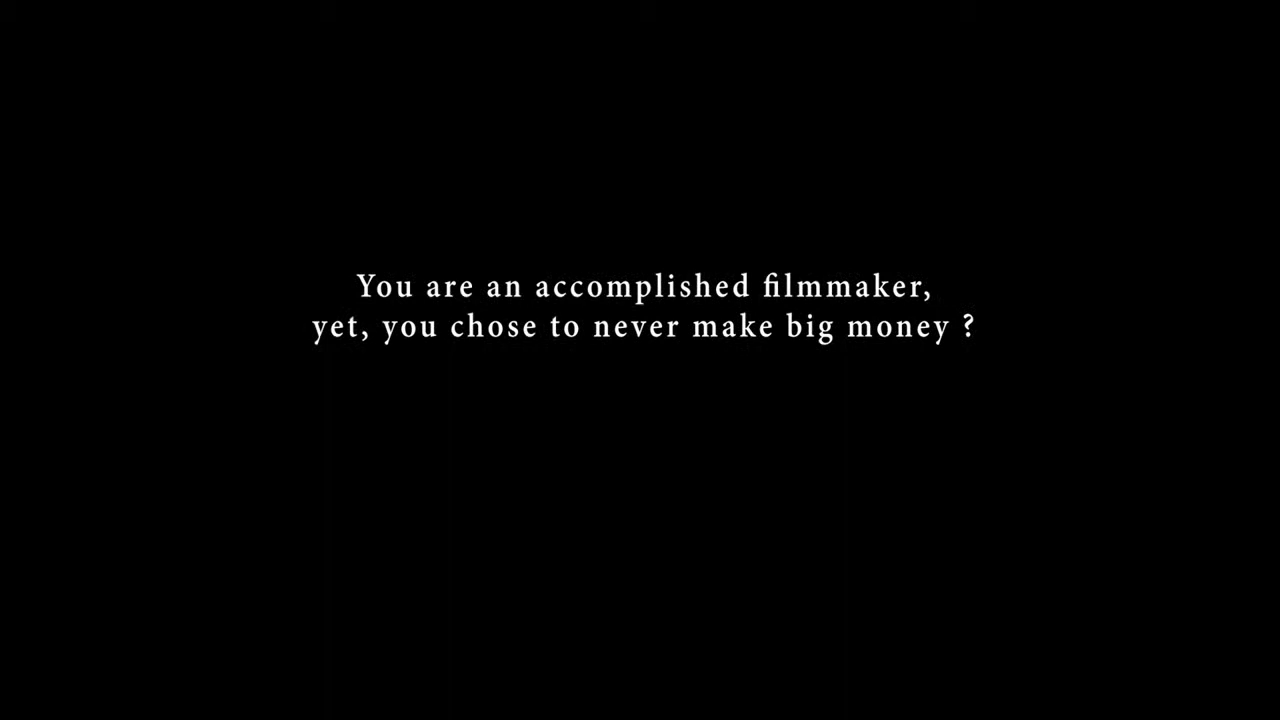 You are an accomplished filmmaker,
yet, you chose to never make big money ?